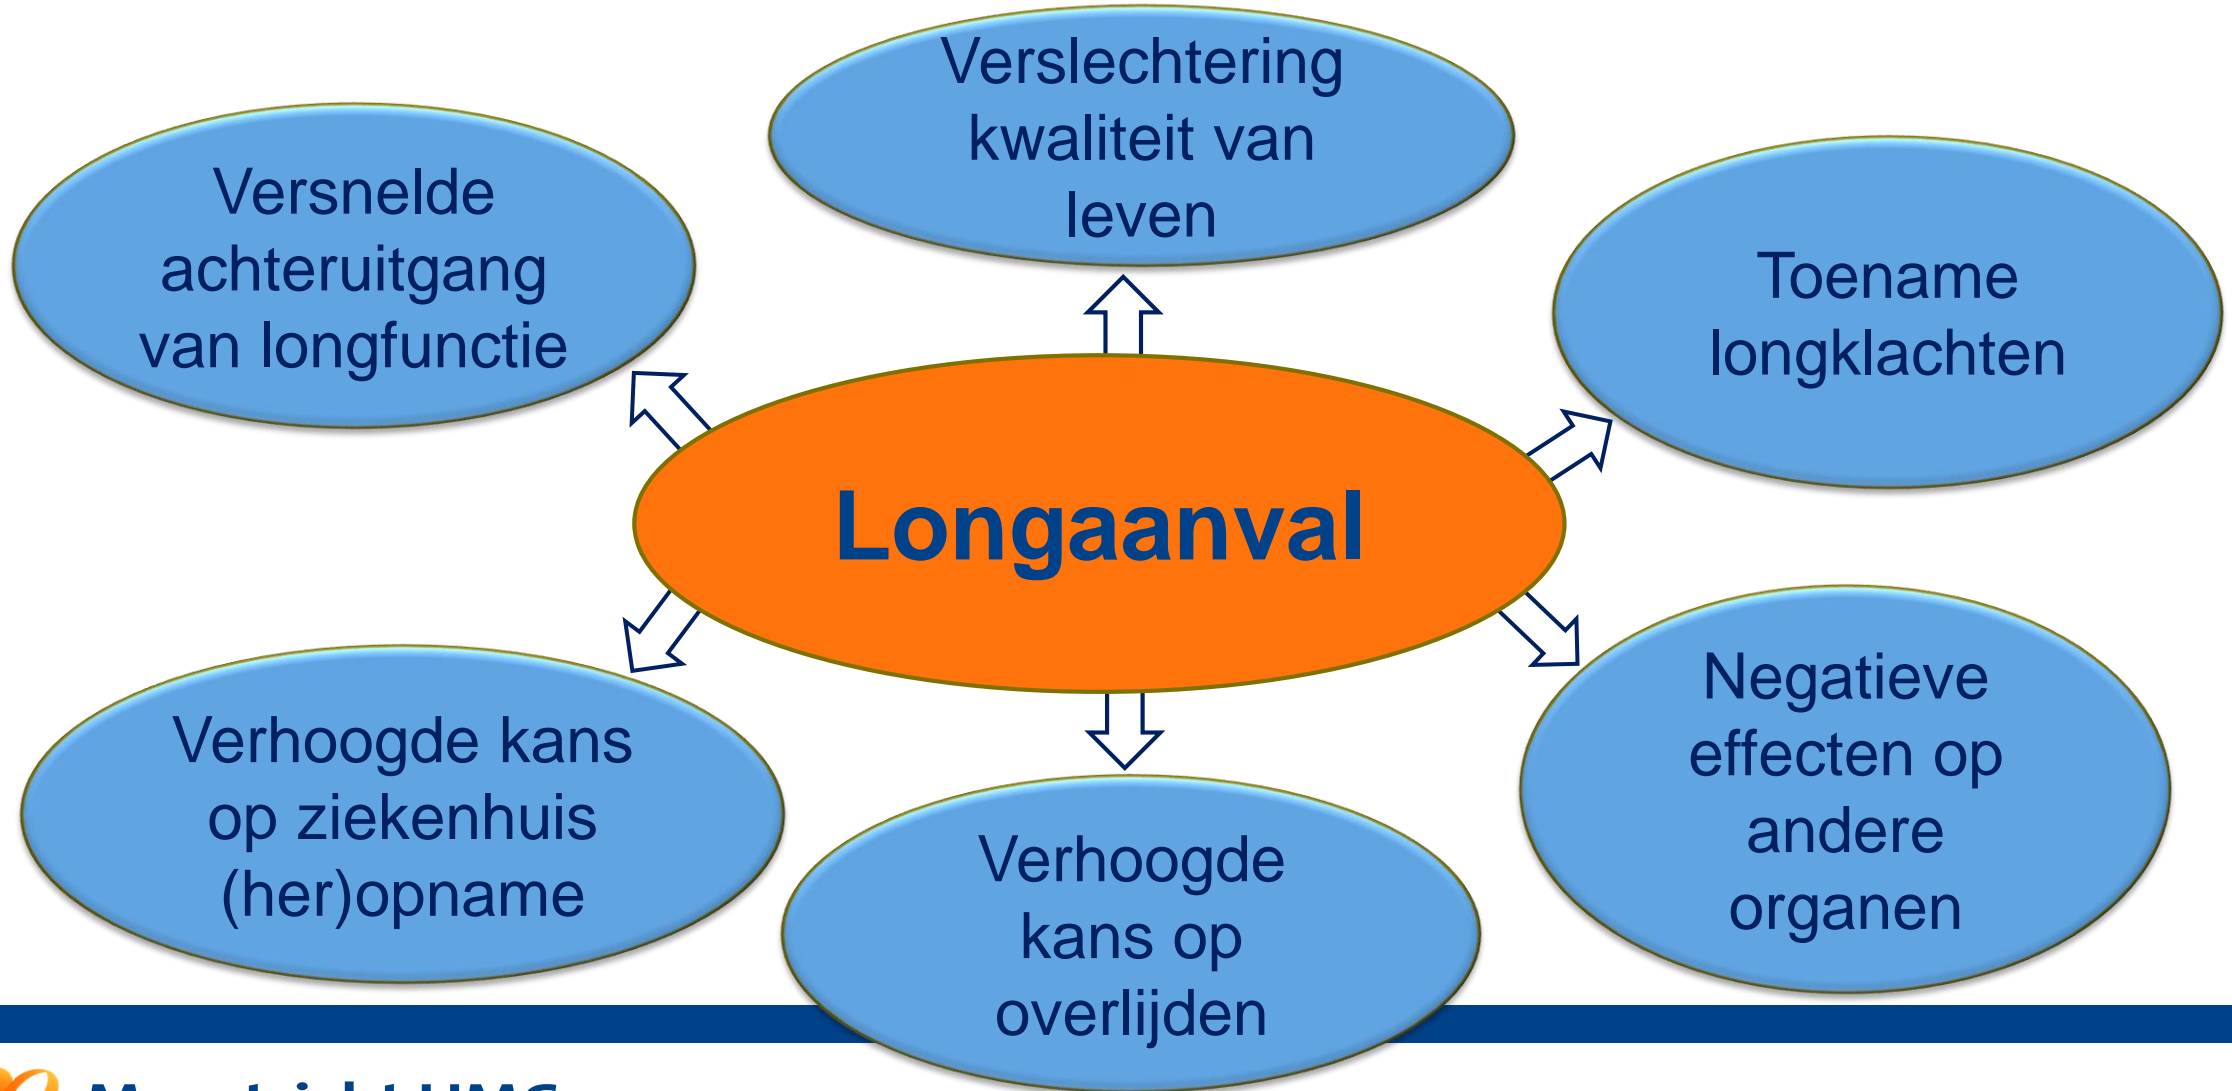 Verslechtering
kwaliteit van
leven
Versnelde
achteruitgang
van longfunctie
Toename
longklachten
Longaanval
Negatieve
effecten op
andere
organen
Verhoogde kans
op ziekenhuis
(her)opname
Verhoogde
kans op
overlijden